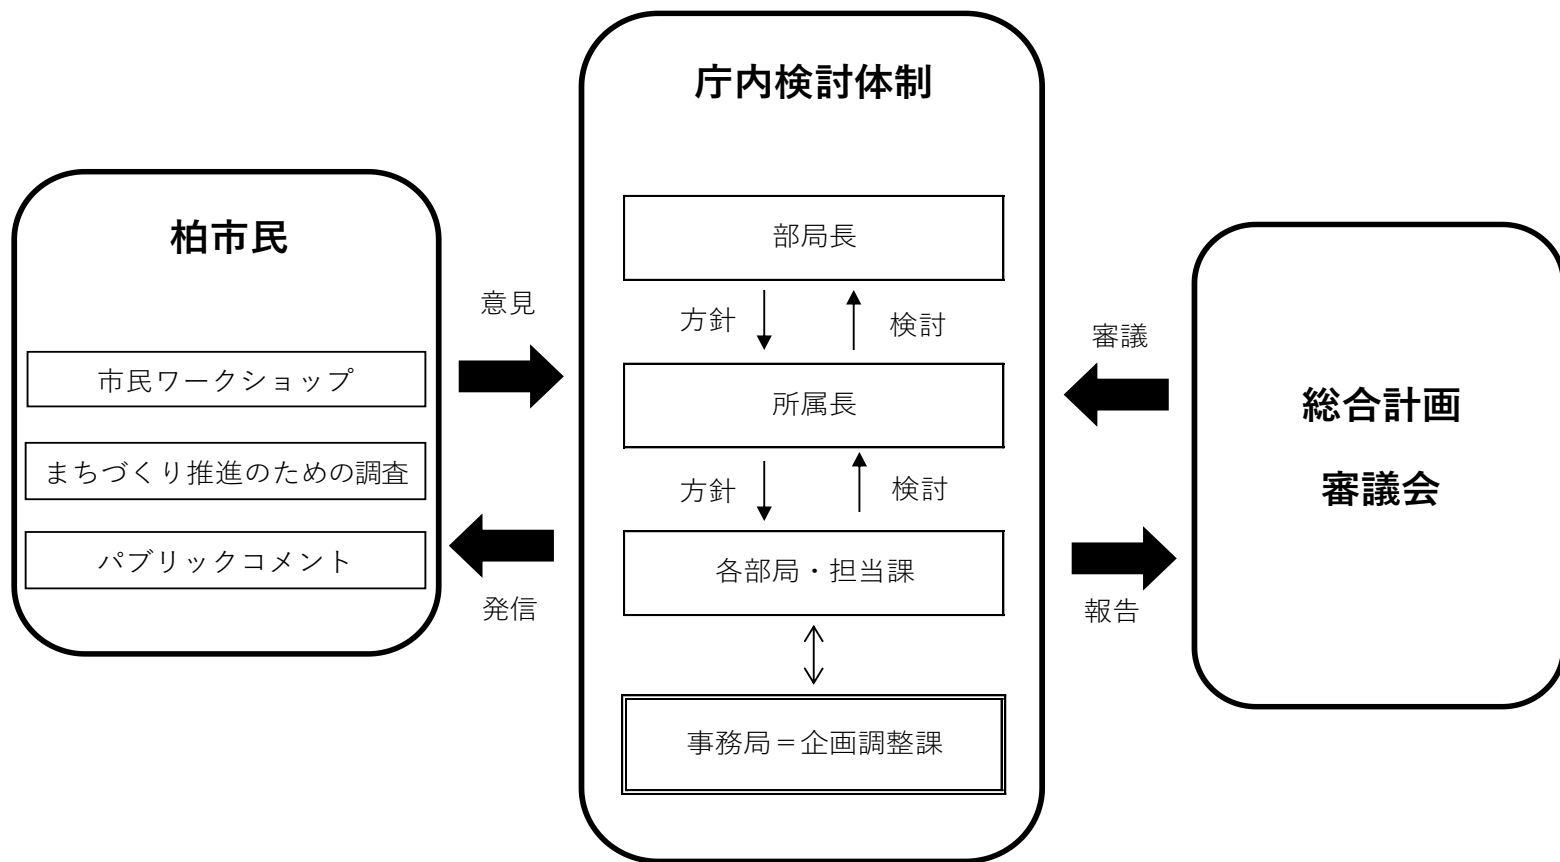 柏市民
市民ワークショップ
まちづくり推進のための調査
パブリックコメント
意見
発信
庁内検討体制
部局長
方針
検討
所属長
方針
検討
各部局・担当課
事務局＝企画調整課
審議
報告
総合計画
審議会